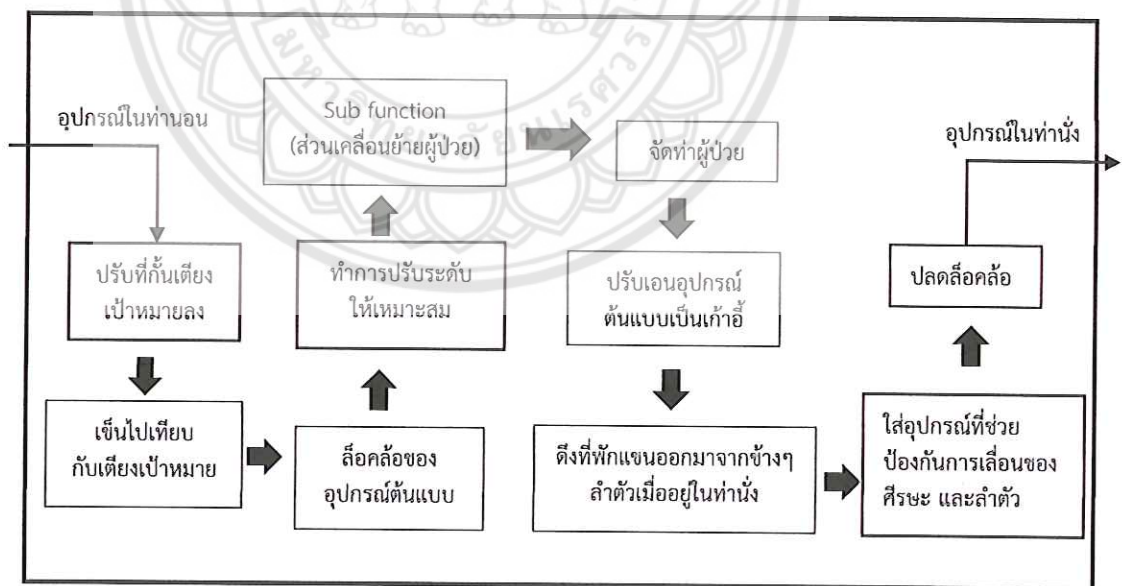 อุปกรณ์ในท่านอน
ปรับที่กั้นเตียง
เป้าหมายลง
เข็นไปเทียบ
กับเตียงเป้าหมาย
ล็อคล้อของ
อุปกรณ์ต้นแบบ
ทำการปรับระดับ
ให้เหมาะสม
Sub function
(ส่วนเคลื่อนย้ายผู้ป่วย)
จัดท่าผู้ป่วย
ปรับเอนอุปกรณ์
ต้นแบบเป็นเก้าอี้
ดึงที่พักแขนออกมาจากข้างๆ
ลำตัวเมื่ออยู่ในท่านั่ง
ใส่อุปกรณ์ที่ช่วย
ป้องกันการเลื่อนของ
ศีรษะ และลำตัว
ปลดล็อคล้อ
อุปกรณ์ในท่านั่ง